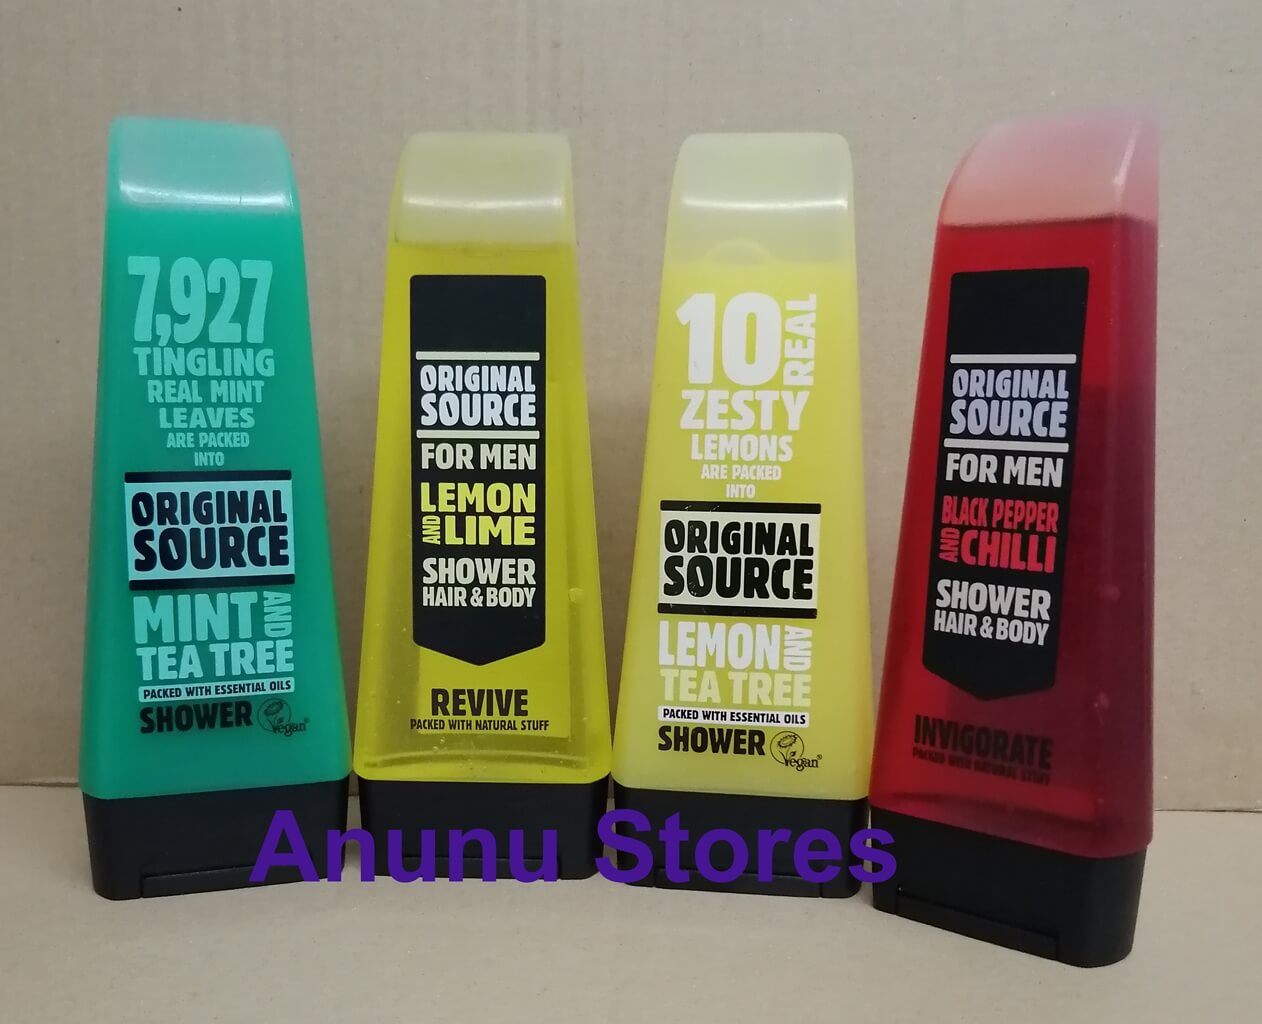 7,927
TINGLING
REAL MINT
LEAVES
ARE PACKED
INTO
ORIGINAL
SOURCE
MINT AND
TEA TREE
PACKED WITH ESSENTIAL OILS
SHOWER Vegan®
ORIGINAL
SOURCE
FOR MEN
LEMON
AND LIME
SHOWER
HAIR & BODY
REVIVE
PACKED WITH NATURAL STUFF
10 REAL
ZESTY
LEMONS
ARE PACKED
INTO
ORIGINAL
SOURCE
LEMON AND
TEA TREE
PACKED WITH ESSENTIAL OILS
SHOWER Vegan®
ORIGINAL
SOURCE
FOR MEN
BLACK PEPPER
AND CHILLI
SHOWER
HAIR & BODY
INVIGORATE
PACKED WITH NATURAL STUFF
Anunu Stores